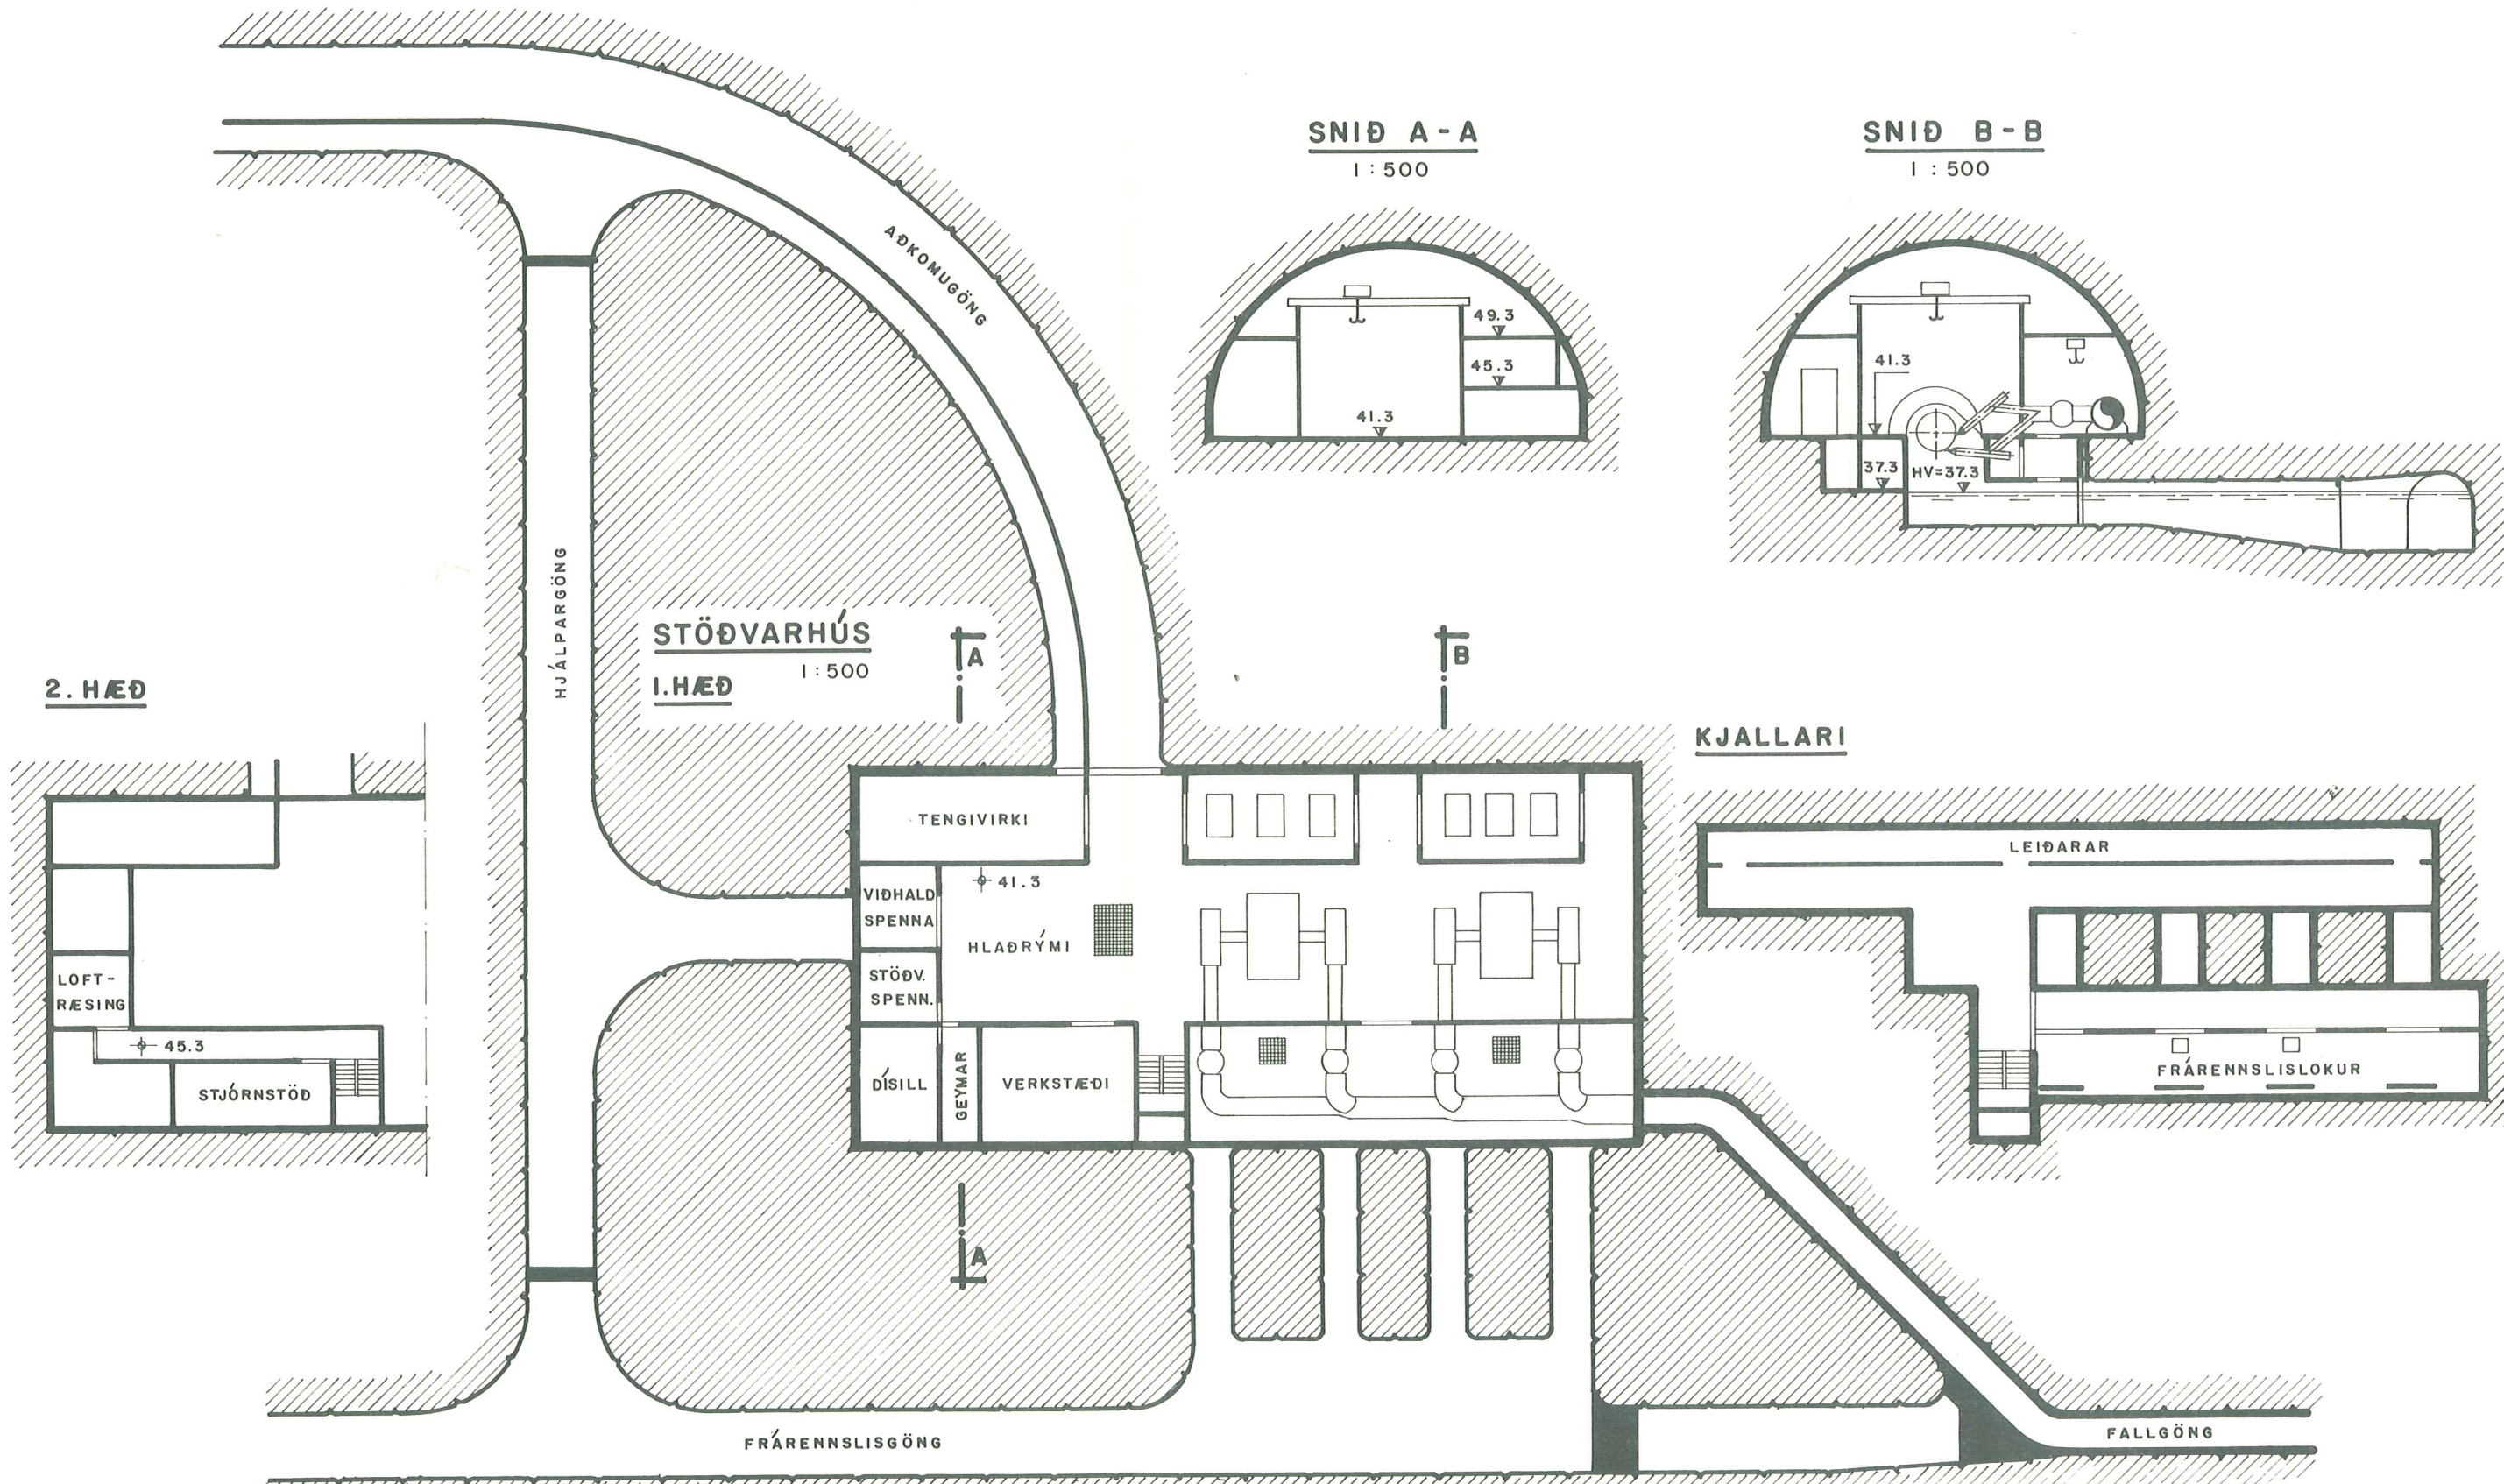 SNIÐ A-A
1:500
SNIÐ B-B
1:500
AÐKOMUGÖNG
49.3
45.3
41.3
41.3
37.3
HV=37.3
HJÁLPARGÖNG
STÖÐVARHÚS
1:500
1.HÆÐ
A
B
2. HÆÐ
KJALLARI
TENGIVIRKI
LEIÐARAR
41.3
VIÐHALD
SPENNA
HLAÐRÝMI
LOFT-
RÆSING
STÖÐV.
SPENN.
45.3
STJÓRNSTÖÐ
DÍSILL
GEYMAR
VERKSTÆÐI
FRÁRENNSLISLOKUR
A
FRÁRENNSLISGÖNG
FALLGÖNG